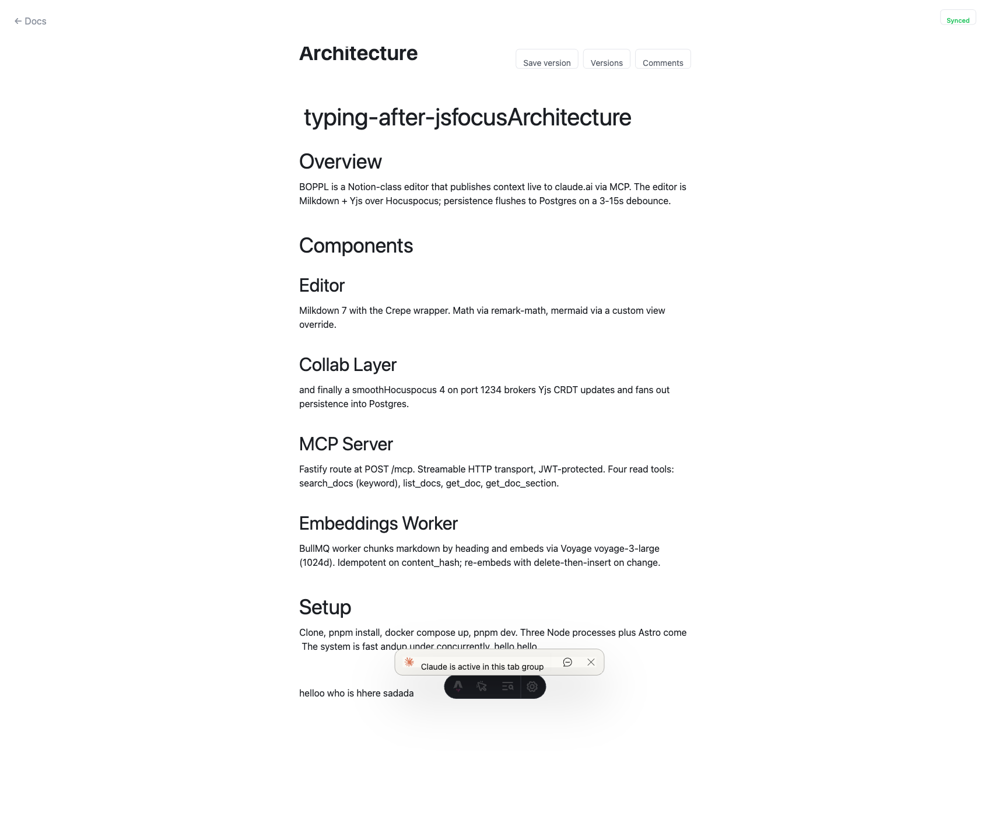 ← Docs
Synced
Architecture
Save version
Versions
Comments
typing-after-jsfocusArchitecture
Overview
BOPPL is a Notion-class editor that publishes context live to claude.ai via MCP. The editor is
Milkdown + Yjs over Hocuspocus; persistence flushes to Postgres on a 3-15s debounce.
Components
Editor
Milkdown 7 with the Crepe wrapper. Math via remark-math, mermaid via a custom view
override.
Collab Layer
and finally a smoothHocuspocus 4 on port 1234 brokers Yjs CRDT updates and fans out
persistence into Postgres.
MCP Server
Fastify route at POST /mcp. Streamable HTTP transport, JWT-protected. Four read tools:
search_docs (keyword), list_docs, get_doc, get_doc_section.
Embeddings Worker
BullMQ worker chunks markdown by heading and embeds via Voyage voyage-3-large
(1024d). Idempotent on content_hash; re-embeds with delete-then-insert on change.
Setup
Clone, pnpm install, docker compose up, pnpm dev. Three Node processes plus Astro come
The system is fast andup under concurrently. hello hello
Claude is active in this tab group
helloo who is hhere sadada